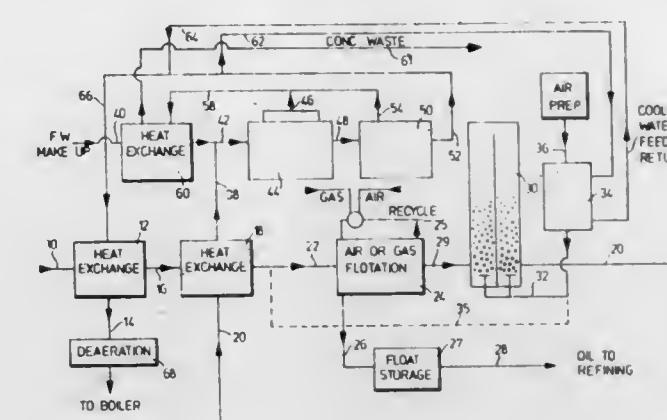 64
62
CONC. WASTE
69
66
40
F.W.
MAKE UP
HEAT
EXCHANGE
60
58
42
46
44
48
54
50
52
AIR
PREP
36
COOL
WATE
FEED
RETU
34
38
GAS
AIR
RECYCLE
25
30
10
12
HEAT
EXCHANGE
16
18
HEAT
EXCHANGE
22
AIR OR GAS
FLOTATION
24
29
20
32
14
DEAERATION
68
TO BOILER
20
35
26
FLOAT
STORAGE
27
28
OIL TO
REFINING